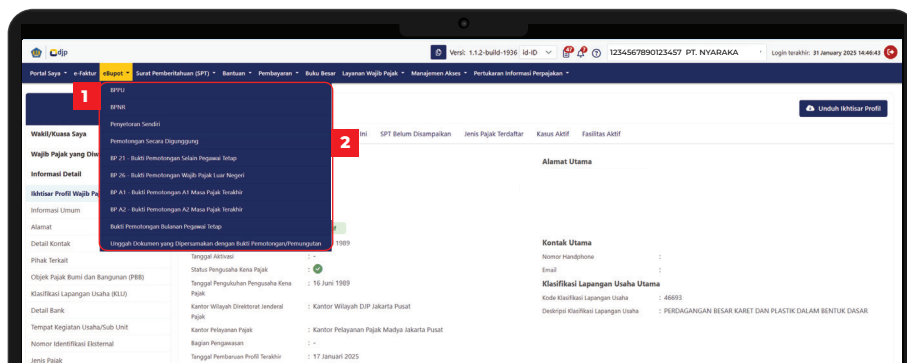 djp
Versi: 1.1.2-build-1936
id-ID
1234567890123457 PT. NYARAKA
Login terakhir: 31 January 2025 14:46:43
Portal Saya e-Faktur eBupot Surat Pemberitahuan (SPT) Bantuan Pembayaran Buku Besar Layanan Wajib Pajak Manajemen Akses Pertukaran Informasi Perpajakan
1
2
BPPU
BPNR
Penyetoran Sendiri
Pemotongan Secara Digunggung
BP 21 - Bukti Pemotongan Selain Pegawai Tetap
BP 26 - Bukti Pemotongan Wajib Pajak Luar Negeri
BP A1 - Bukti Pemotongan A1 Masa Pajak Terakhir
BP A2 - Bukti Pemotongan A2 Masa Pajak Terakhir
Bukti Pemotongan Bulanan Pegawai Tetap
Unggah Dokumen yang Dipersamakan dengan Bukti Pemotongan/Pemungutan
Unduh Ikhtisar Profil
ini SPT Belum Disampaikan Jenis Pajak Terdaftar Kasus Aktif Fasilitas Aktif
Wakil/Kuasa Saya
Wajib Pajak yang Diw
Informasi Detail
Ikhtisar Profil Wajib Pa
Informasi Umum
Alamat
Detail Kontak
Pihak Terkait
Objek Pajak Bumi dan Bangunan (PBB)
Klasifikasi Lapangan Usaha (KLU)
Detail Bank
Tempat Kegiatan Usaha/Sub Unit
Nomor Identifikasi Eksternal
Jenis Pajak
1989
Tanggal Aktivasi : -
Status Pengusaha Kena Pajak :
Tanggal Pengukuhan Pengusaha Kena Pajak : 16 Juni 1989
Kantor Wilayah Direktorat Jenderal Pajak : Kantor Wilayah DJP Jakarta Pusat
Kantor Pelayanan Pajak : Kantor Pelayanan Pajak Madya Jakarta Pusat
Bagian Pengawasan : -
Tanggal Pembaruan Profil Terakhir : 17 Januari 2025
Alamat Utama
Kontak Utama
Nomor Handphone :
Email :
Klasifikasi Lapangan Usaha Utama
Kode Klasifikasi Lapangan Usaha : 46693
Deskripsi Klasifikasi Lapangan Usaha : PERDAGANGAN BESAR KARET DAN PLASTIK DALAM BENTUK DASAR